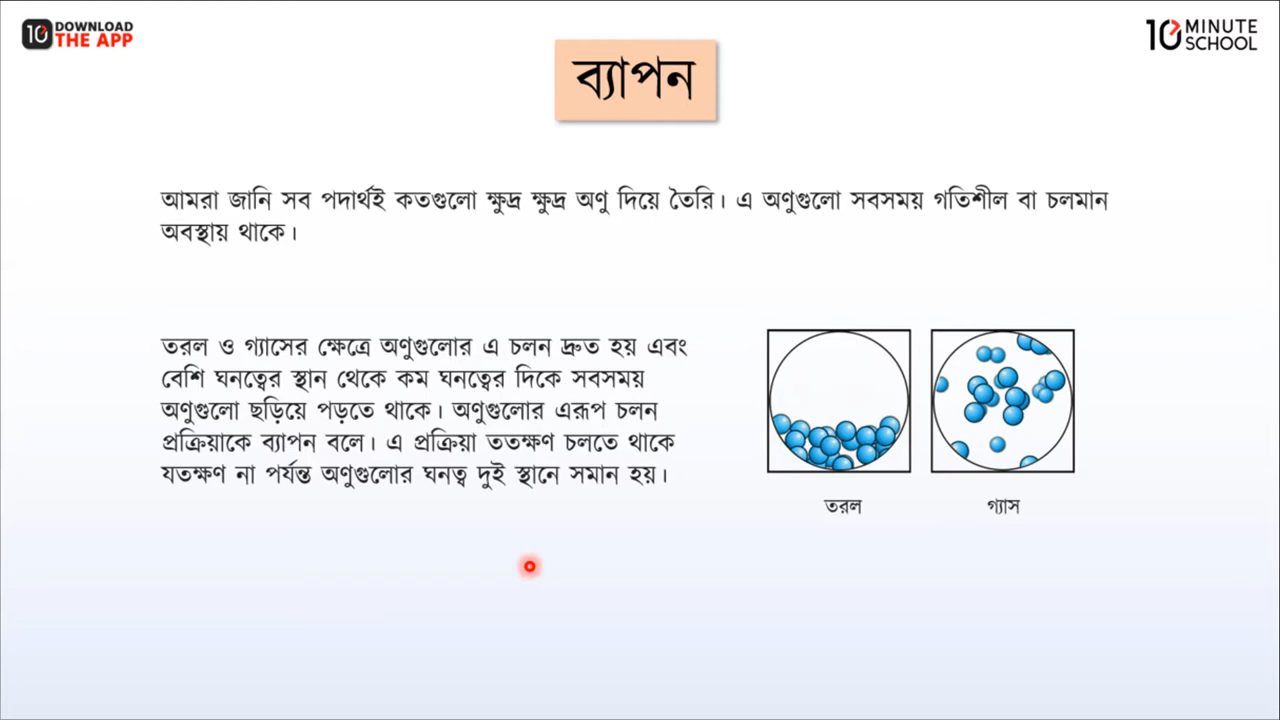 10 DOWNLOAD
THE APP
10 MINUTE
SCHOOL
ব্যাপন
আমরা জানি সব পদার্থই কতগুলো ক্ষুদ্র ক্ষুদ্র অণু দিয়ে তৈরি। এ অণুগুলো সবসময় গতিশীল বা চলমান
অবস্থায় থাকে।
তরল ও গ্যাসের ক্ষেত্রে অণুগুলোর এ চলন দ্রুত হয় এবং
বেশি ঘনত্বের স্থান থেকে কম ঘনত্বের দিকে সবসময়
অণুগুলো ছড়িয়ে পড়তে থাকে। অণুগুলোর এরূপ চলন
প্রক্রিয়াকে ব্যাপন বলে। এ প্রক্রিয়া ততক্ষণ চলতে থাকে
যতক্ষণ না পর্যন্ত অণুগুলোর ঘনত্ব দুই স্থানে সমান হয়।
তরল
গ্যাস